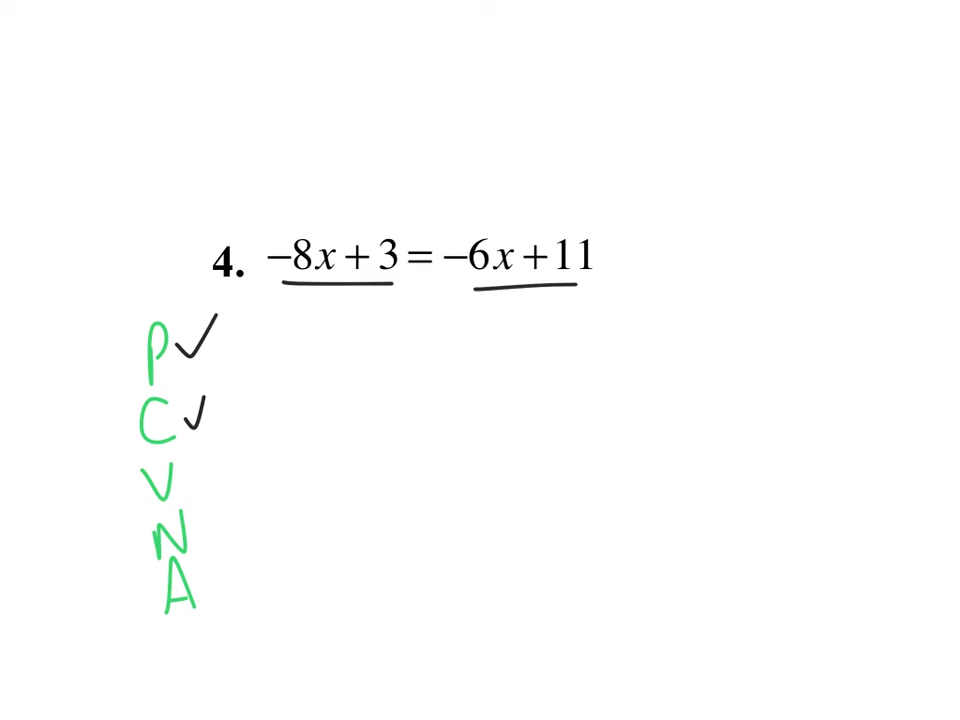 4. −8x + 3 = −6x + 11
P ✓
C ✓
V
N
A